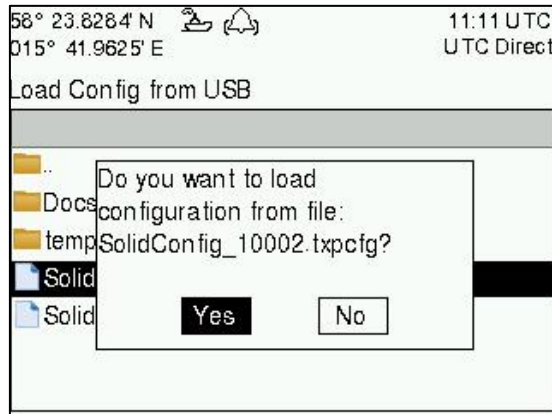 58° 23.8284' N
11:11 UTC
015° 41.9625' E
UTC Direct
Load Config from USB
..
Docs
temp
Solid
Solid
Do you want to load
configuration from file:
SolidConfig_10002.txpcfg?
Yes
No